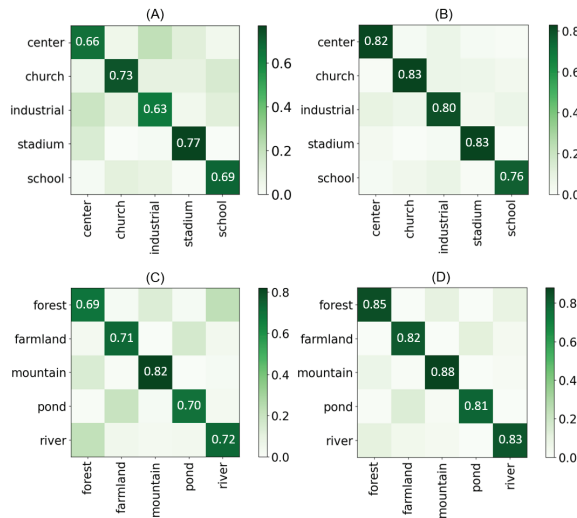 (A)
center
church
industrial
stadium
school
0.66
0.73
0.63
0.77
0.69
center
church
industrial
stadium
school
0.6
0.4
0.2
0.0
(B)
center
church
industrial
stadium
school
0.82
0.83
0.80
0.83
0.76
center
church
industrial
stadium
school
0.8
0.6
0.4
0.2
0.0
(C)
forest
farmland
mountain
pond
river
0.69
0.71
0.82
0.70
0.72
forest
farmland
mountain
pond
river
0.8
0.6
0.4
0.2
0.0
(D)
forest
farmland
mountain
pond
river
0.85
0.82
0.88
0.81
0.83
forest
farmland
mountain
pond
river
0.8
0.6
0.4
0.2
0.0